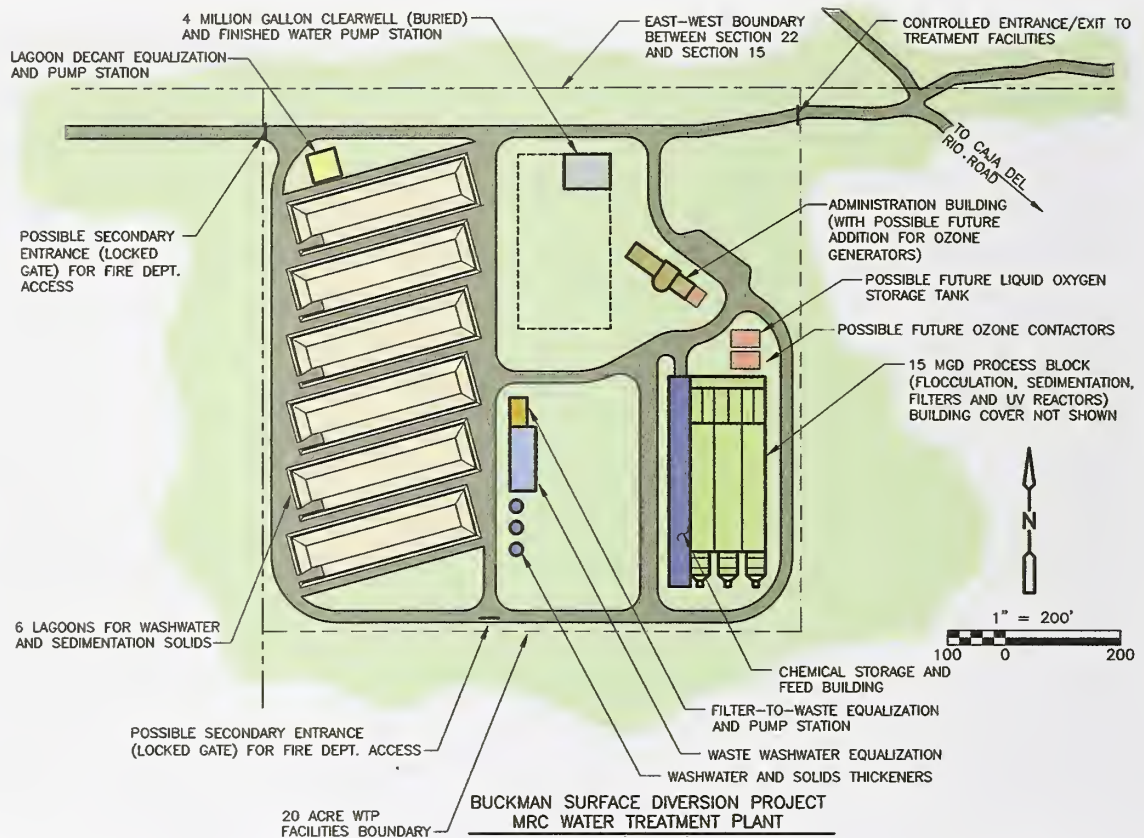 4 MILLION GALLON CLEARWELL (BURIED)
AND FINISHED WATER PUMP STATION
EAST-WEST BOUNDARY
BETWEEN SECTION 22
AND SECTION 15
CONTROLLED ENTRANCE/EXIT TO
TREATMENT FACILITIES
LAGOON DECANT EQUALIZATION
AND PUMP STATION
TO CAJA DEL
RIO ROAD
POSSIBLE SECONDARY
ENTRANCE (LOCKED
GATE) FOR FIRE DEPT.
ACCESS
ADMINISTRATION BUILDING
(WITH POSSIBLE FUTURE
ADDITION FOR OZONE
GENERATORS)
POSSIBLE FUTURE LIQUID OXYGEN
STORAGE TANK
POSSIBLE FUTURE OZONE CONTACTORS
15 MGD PROCESS BLOCK
(FLOCCULATION, SEDIMENTATION,
FILTERS AND UV REACTORS)
BUILDING COVER NOT SHOWN
N
1" = 200'
100 0 200
6 LAGOONS FOR WASHWATER
AND SEDIMENTATION SOLIDS
CHEMICAL STORAGE AND
FEED BUILDING
FILTER-TO-WASTE EQUALIZATION
AND PUMP STATION
POSSIBLE SECONDARY ENTRANCE
(LOCKED GATE) FOR FIRE DEPT. ACCESS
WASTE WASHWATER EQUALIZATION
WASHWATER AND SOLIDS THICKENERS
20 ACRE WTP
FACILITIES BOUNDARY
BUCKMAN SURFACE DIVERSION PROJECT
MRC WATER TREATMENT PLANT